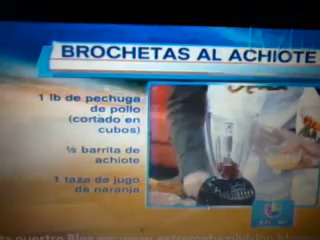 BROCHETAS AL ACHIOTE
1 lb de pechuga
de pollo
(cortado en
cubos)
½ barrita de
achiote
1 taza de jugo
de naranja